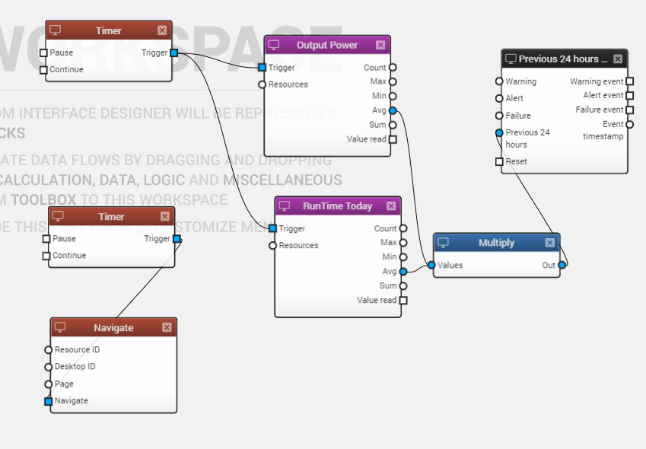 WORKSPACE
OM INTERFACE DESIGNER WILL BE REPRESENTED
CKS
ATE DATA FLOWS BY DRAGGING AND DROPPING
CALCULATION, DATA, LOGIC AND MISCELLANEOUS
M TOOLBOX TO THIS WORKSPACE
DE THIS
STOMIZE ME
Timer
Pause
Trigger
Continue
Output Power
Trigger
Count
Resources
Max
Min
Avg
Sum
Value read
Previous 24 hours ...
Warning
Warning event
Alert
Alert event
Failure
Failure event
Previous 24
hours
Event
timestamp
Reset
Timer
Pause
Trigger
Continue
RunTime Today
Trigger
Count
Resources
Max
Min
Avg
Sum
Value read
Multiply
Values
Out
Navigate
Resource ID
Desktop ID
Page
Navigate